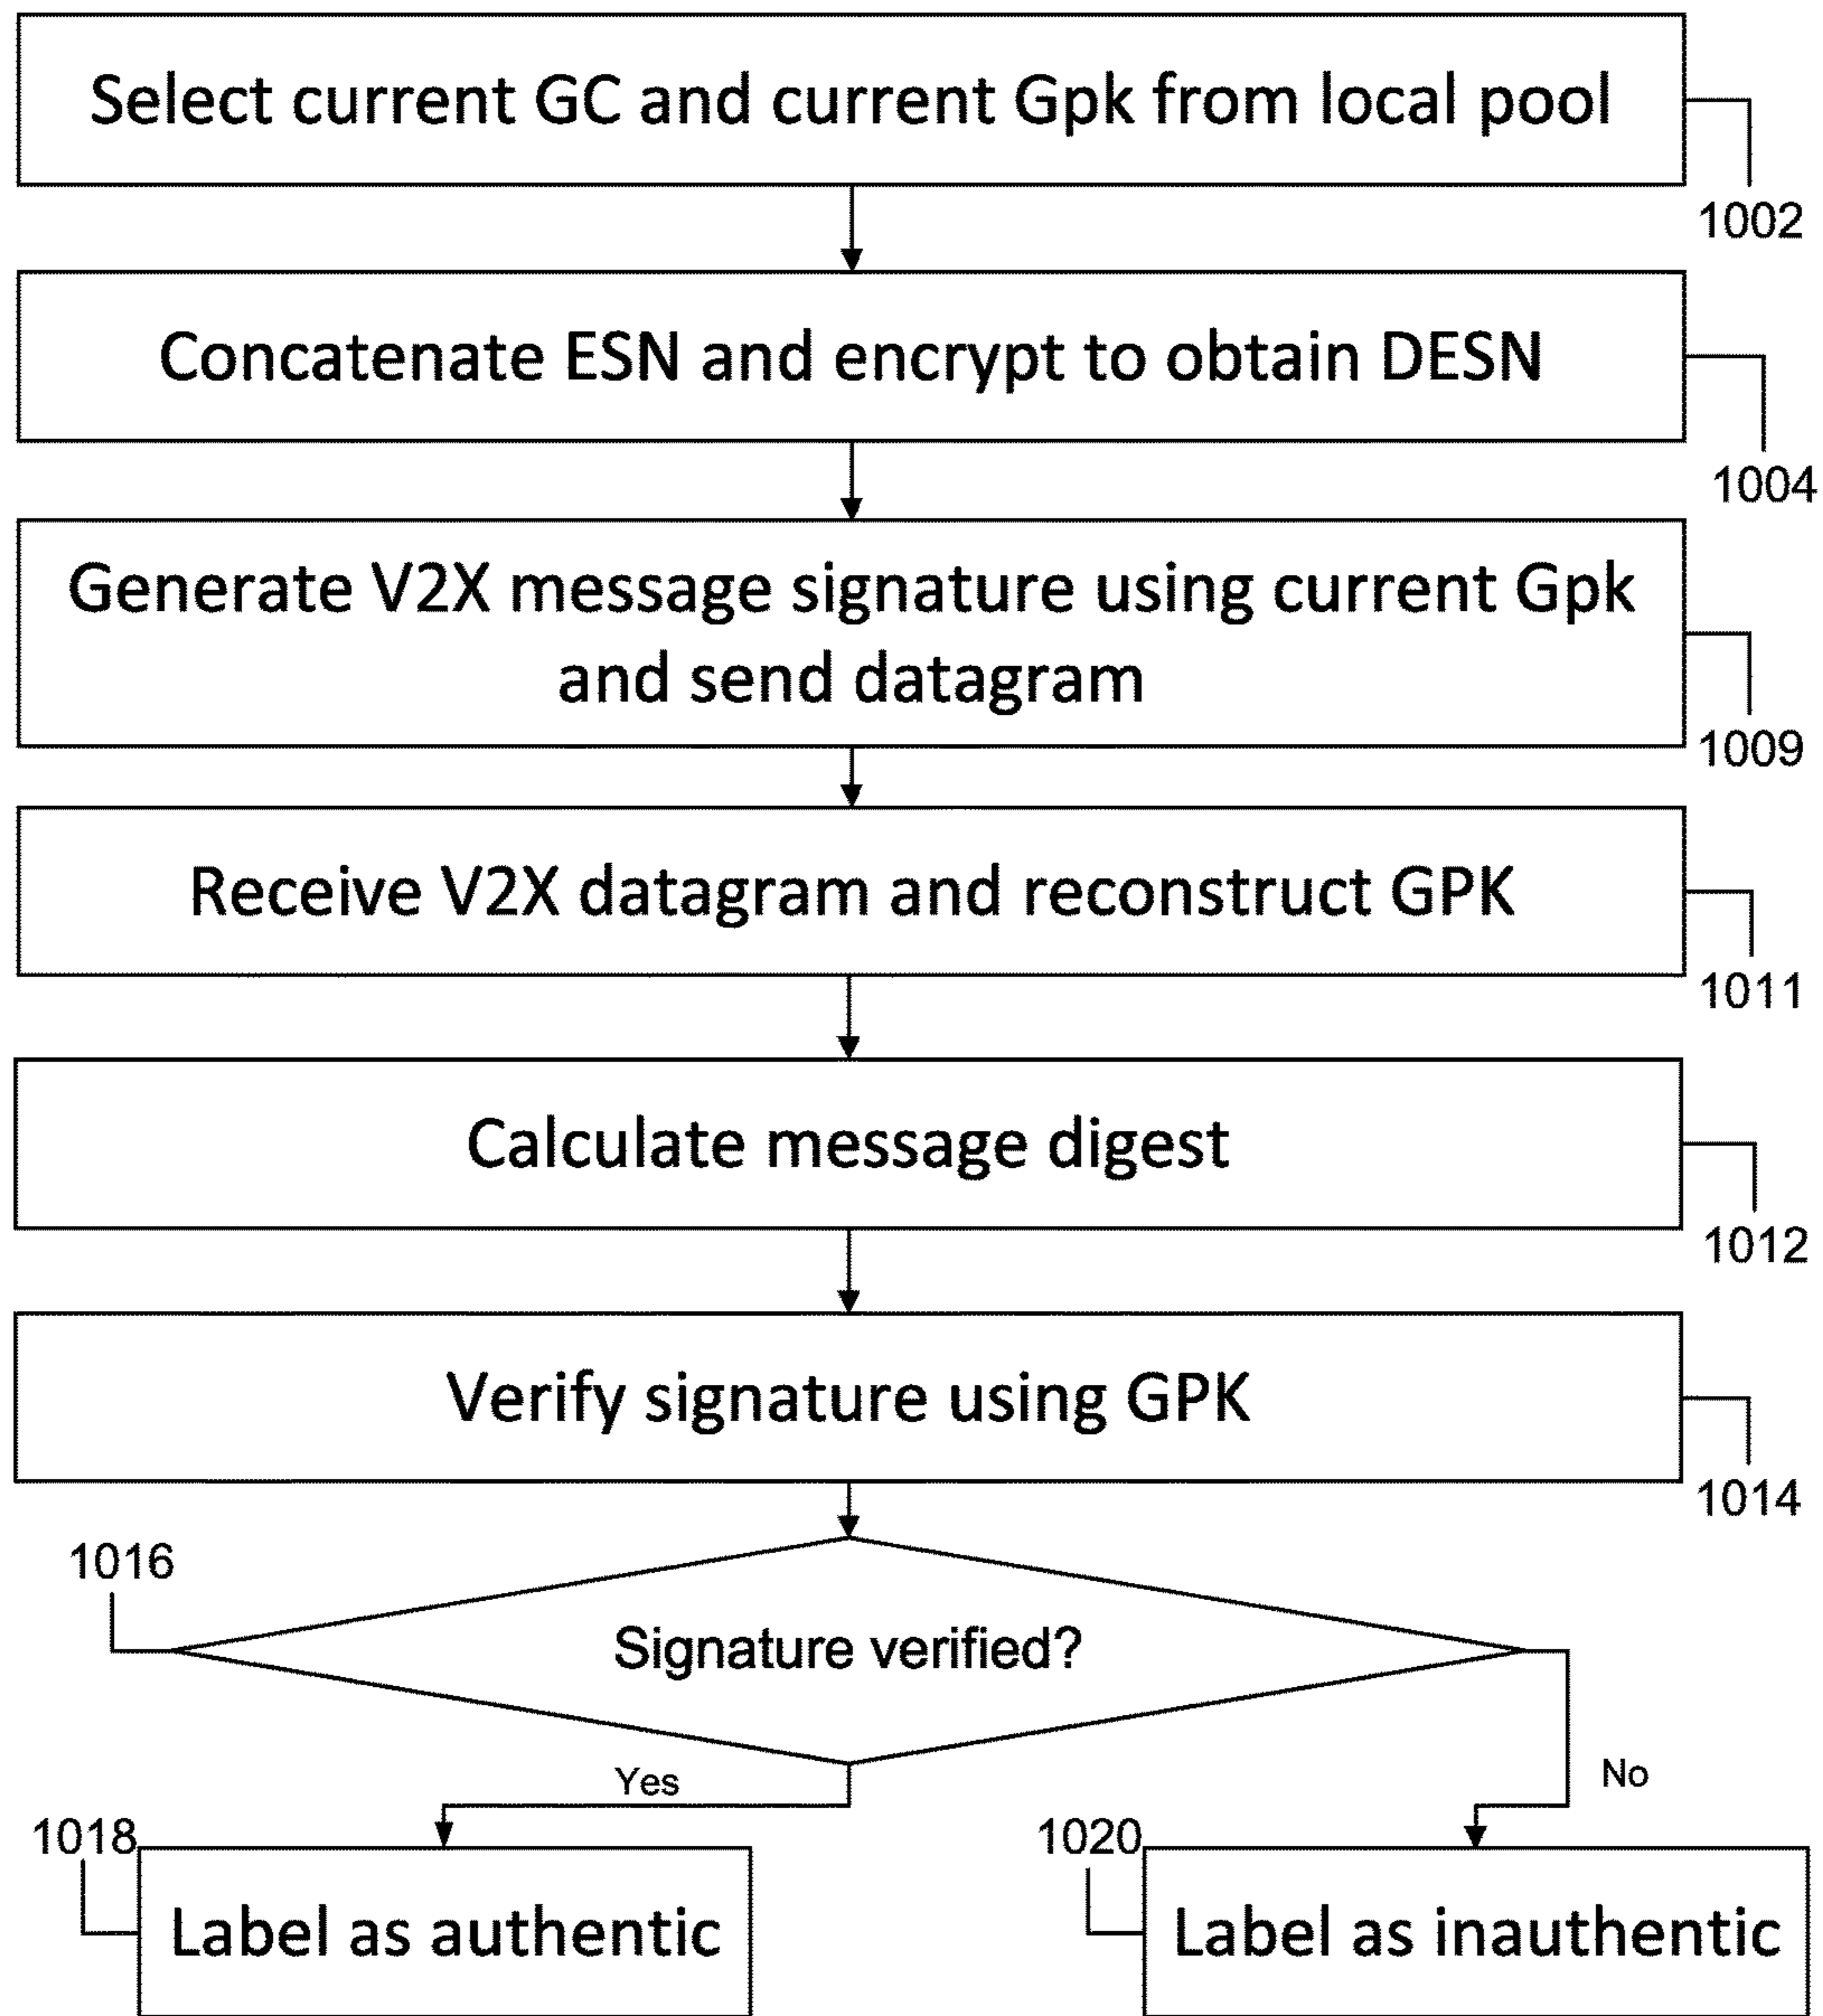 Select current GC and current Gpk from local pool
1002
Concatenate ESN and encrypt to obtain DESN
1004
Generate V2X message signature using current Gpk
and send datagram
1009
Receive V2X datagram and reconstruct GPK
1011
Calculate message digest
1012
Verify signature using GPK
1014
1016
Signature verified?
Yes
No
1018
1020
Label as authentic
Label as inauthentic